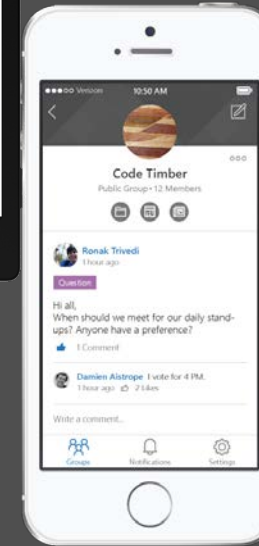 Verizon 10:50 AM
Code Timber
Public Group • 12 Members
Ronak Trivedi
1 hour ago
Question
Hi all,
When should we meet for our daily stand-
ups? Anyone have a preference?
1 Comment
Damien Aistrope I vote for 4 PM.
1 hour ago 2 Likes
Write a comment...
Groups Notifications Settings